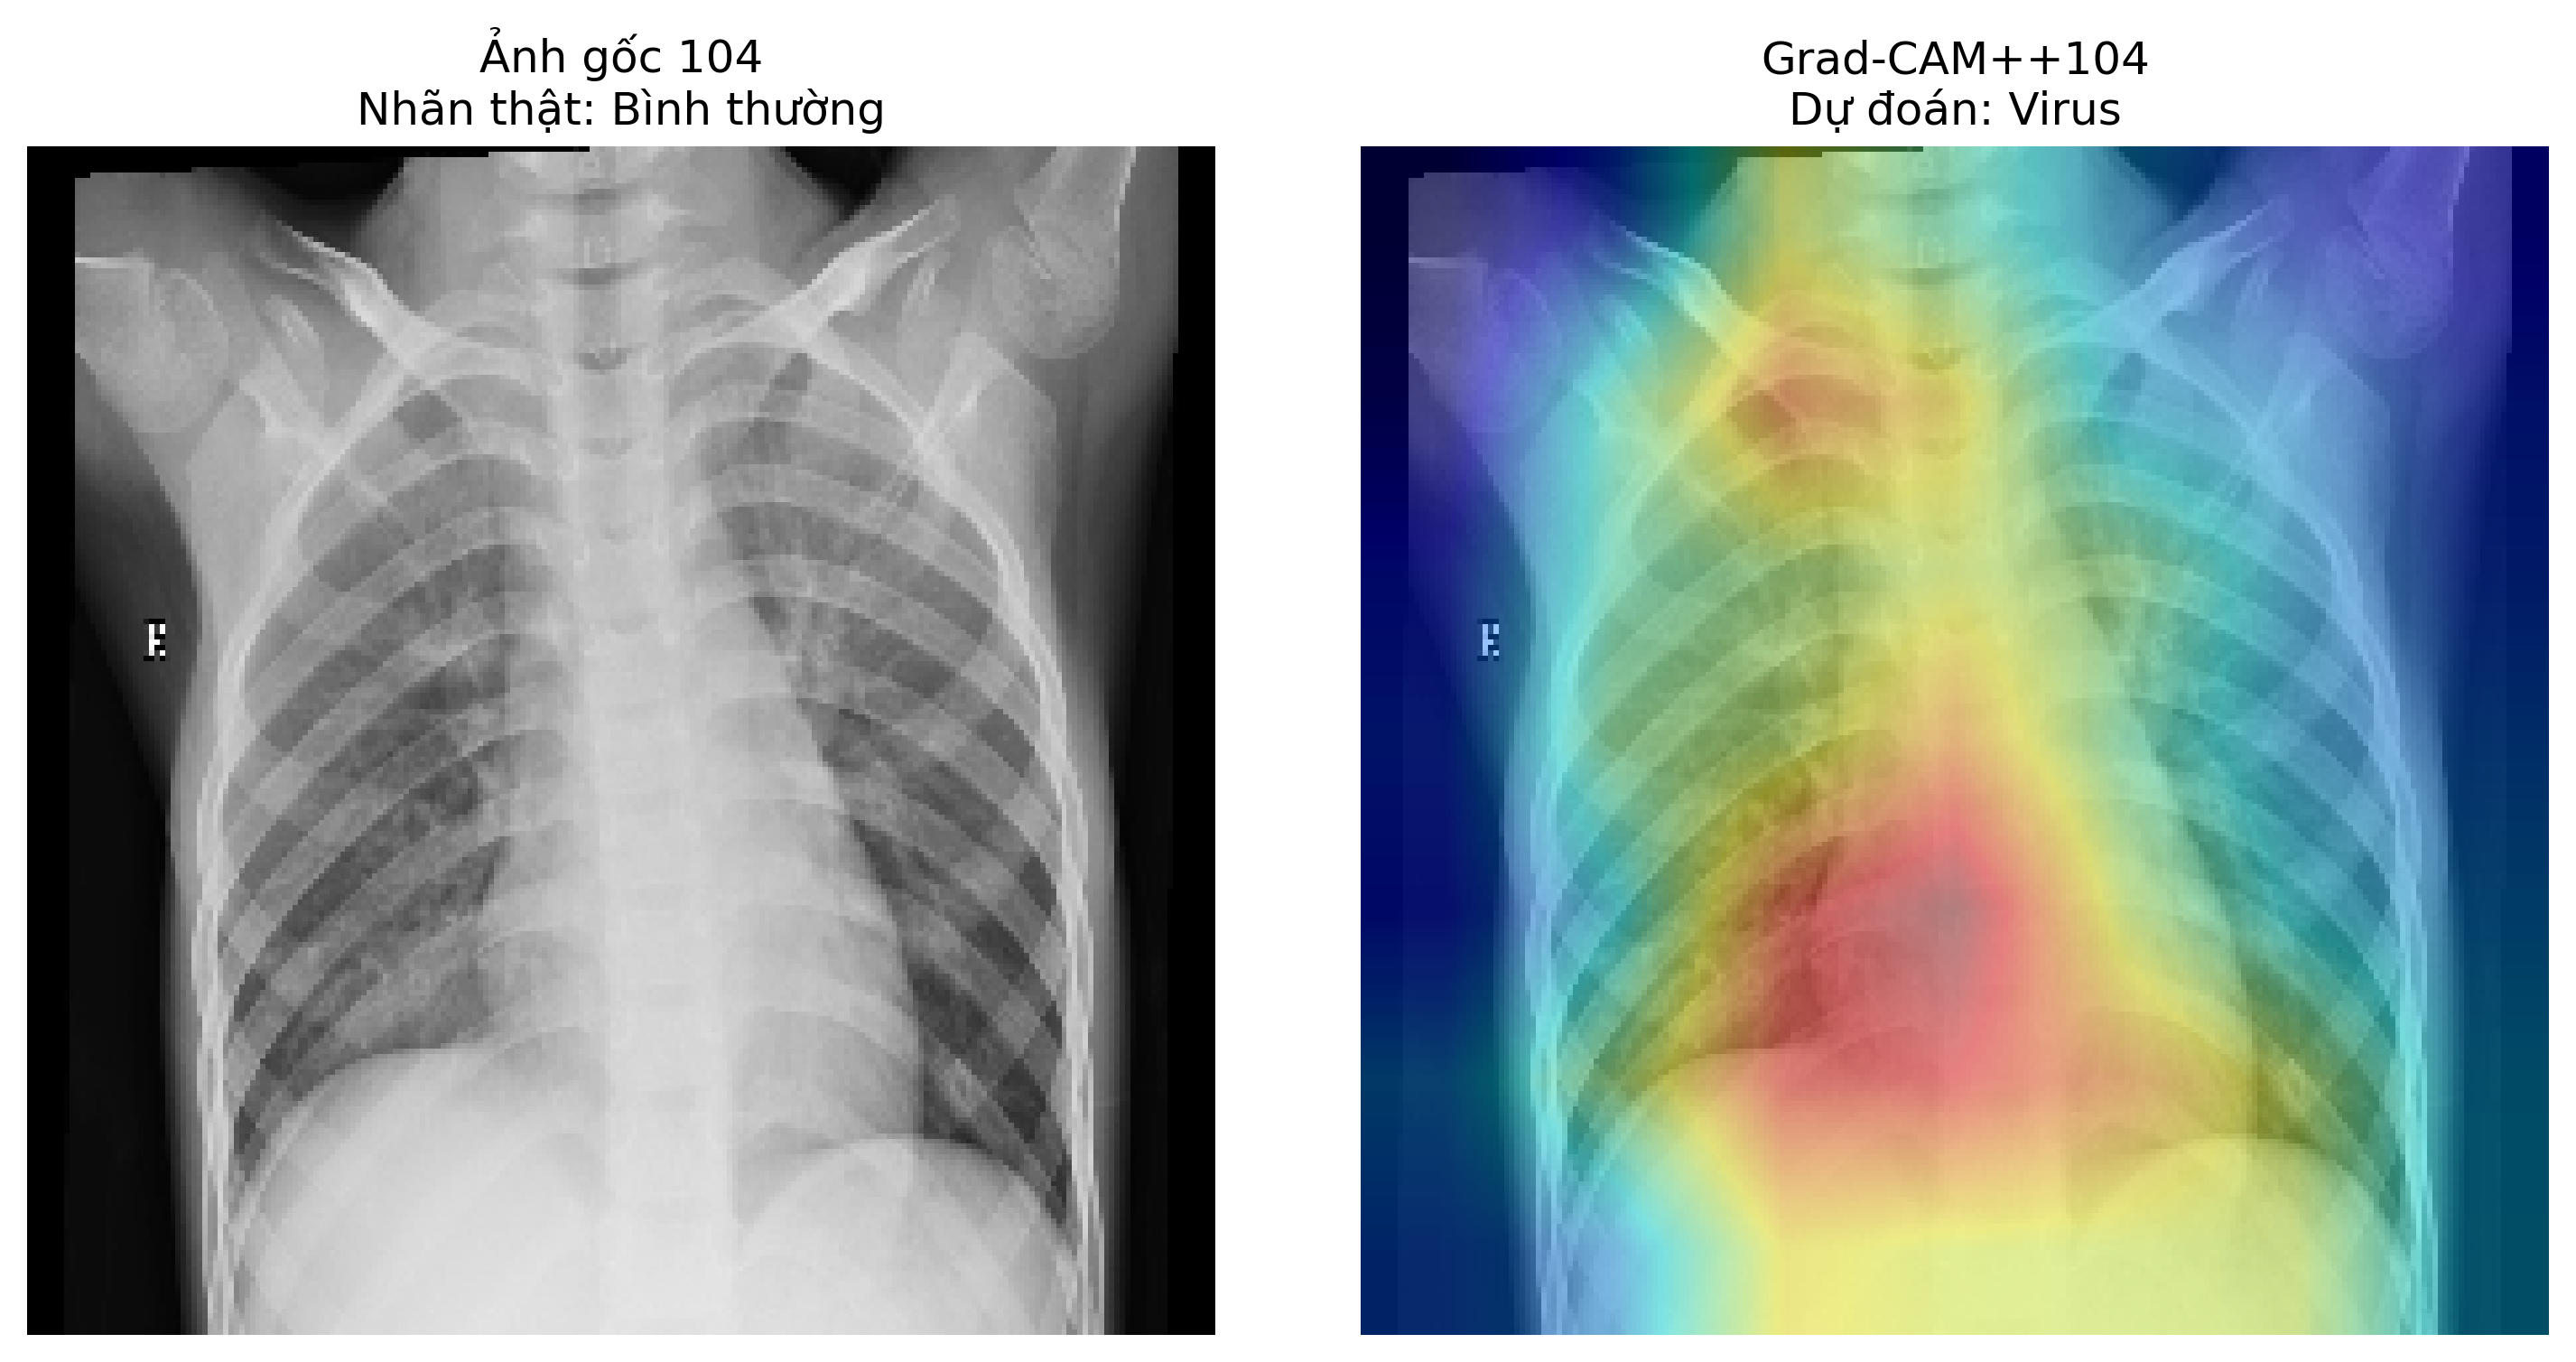 Ảnh gốc 104
Nhãn thật: Bình thường
Grad-CAM++104
Dự đoán: Virus